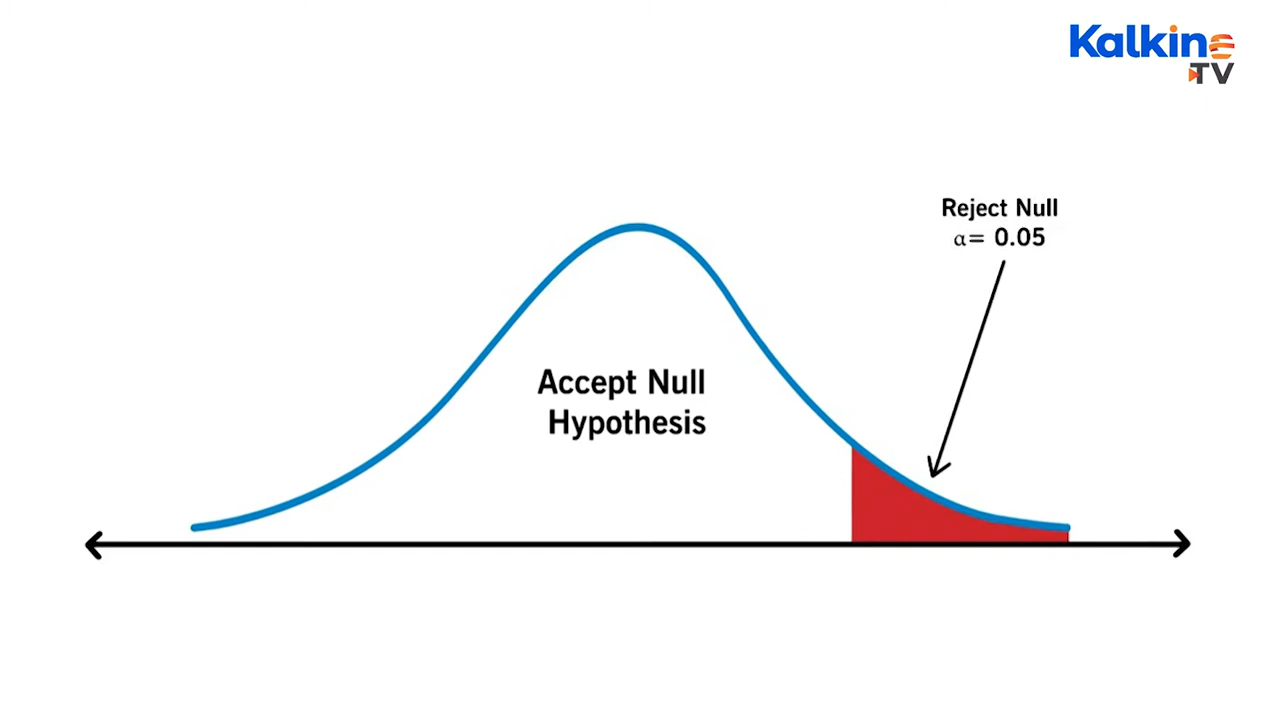 Kalkine
TV
Reject Null
α= 0.05
Accept Null
Hypothesis